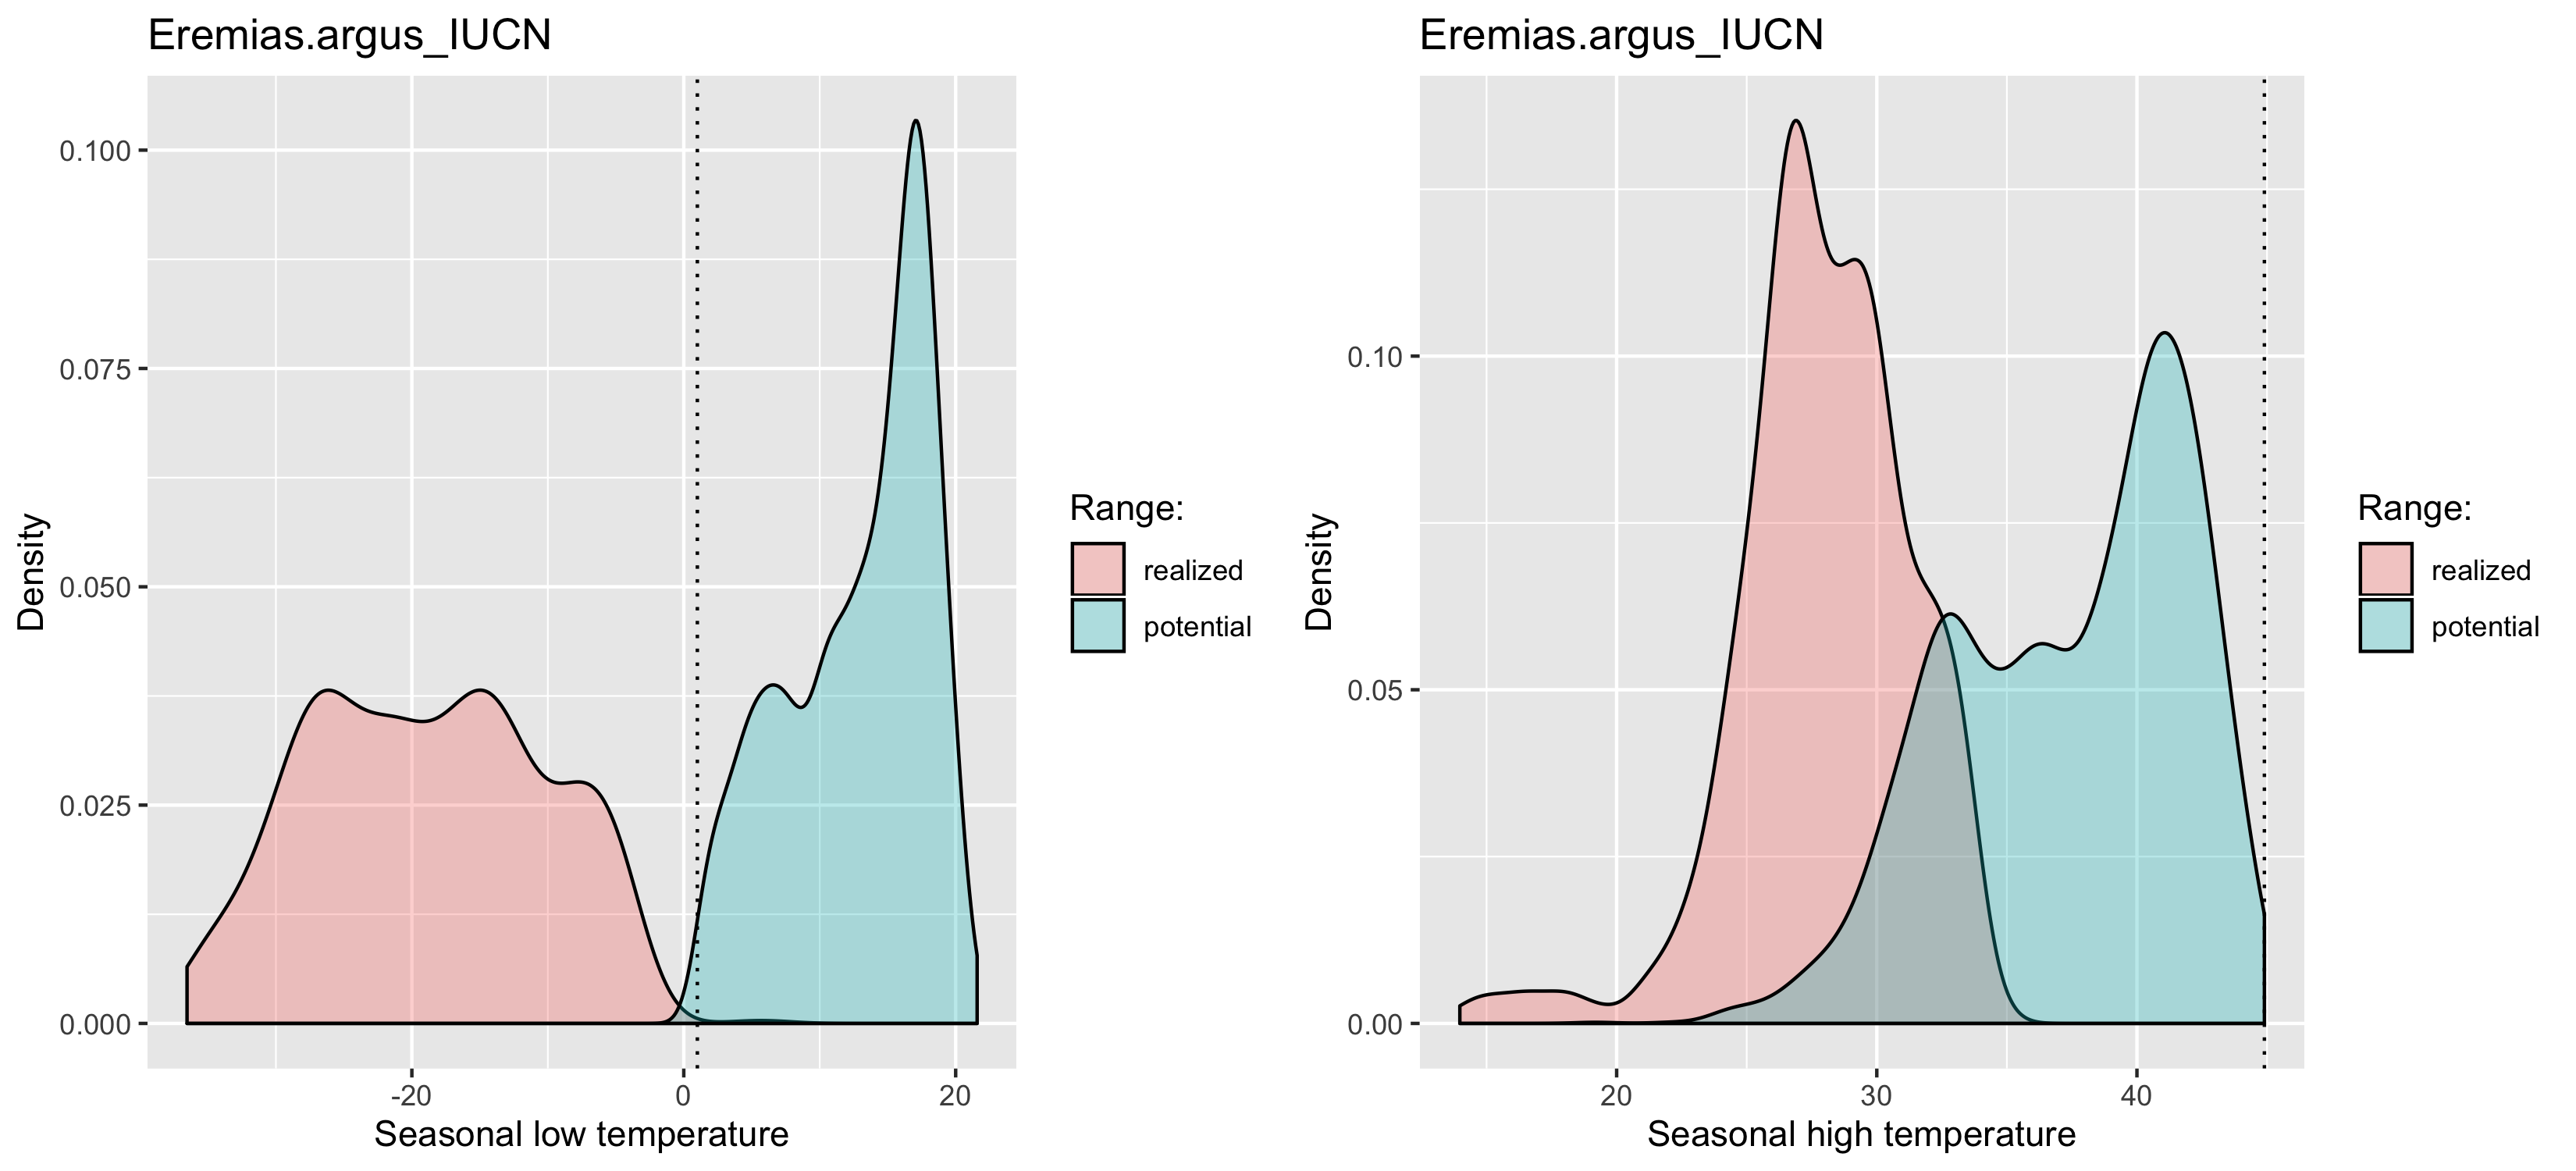 Eremias.argus_IUCN
0.100
0.075
0.050
0.025
0.000
Density
-20
0
20
Seasonal low temperature
Range:
realized
potential
Eremias.argus_IUCN
0.10
0.05
0.00
Density
20
30
40
Seasonal high temperature
Range:
realized
potential